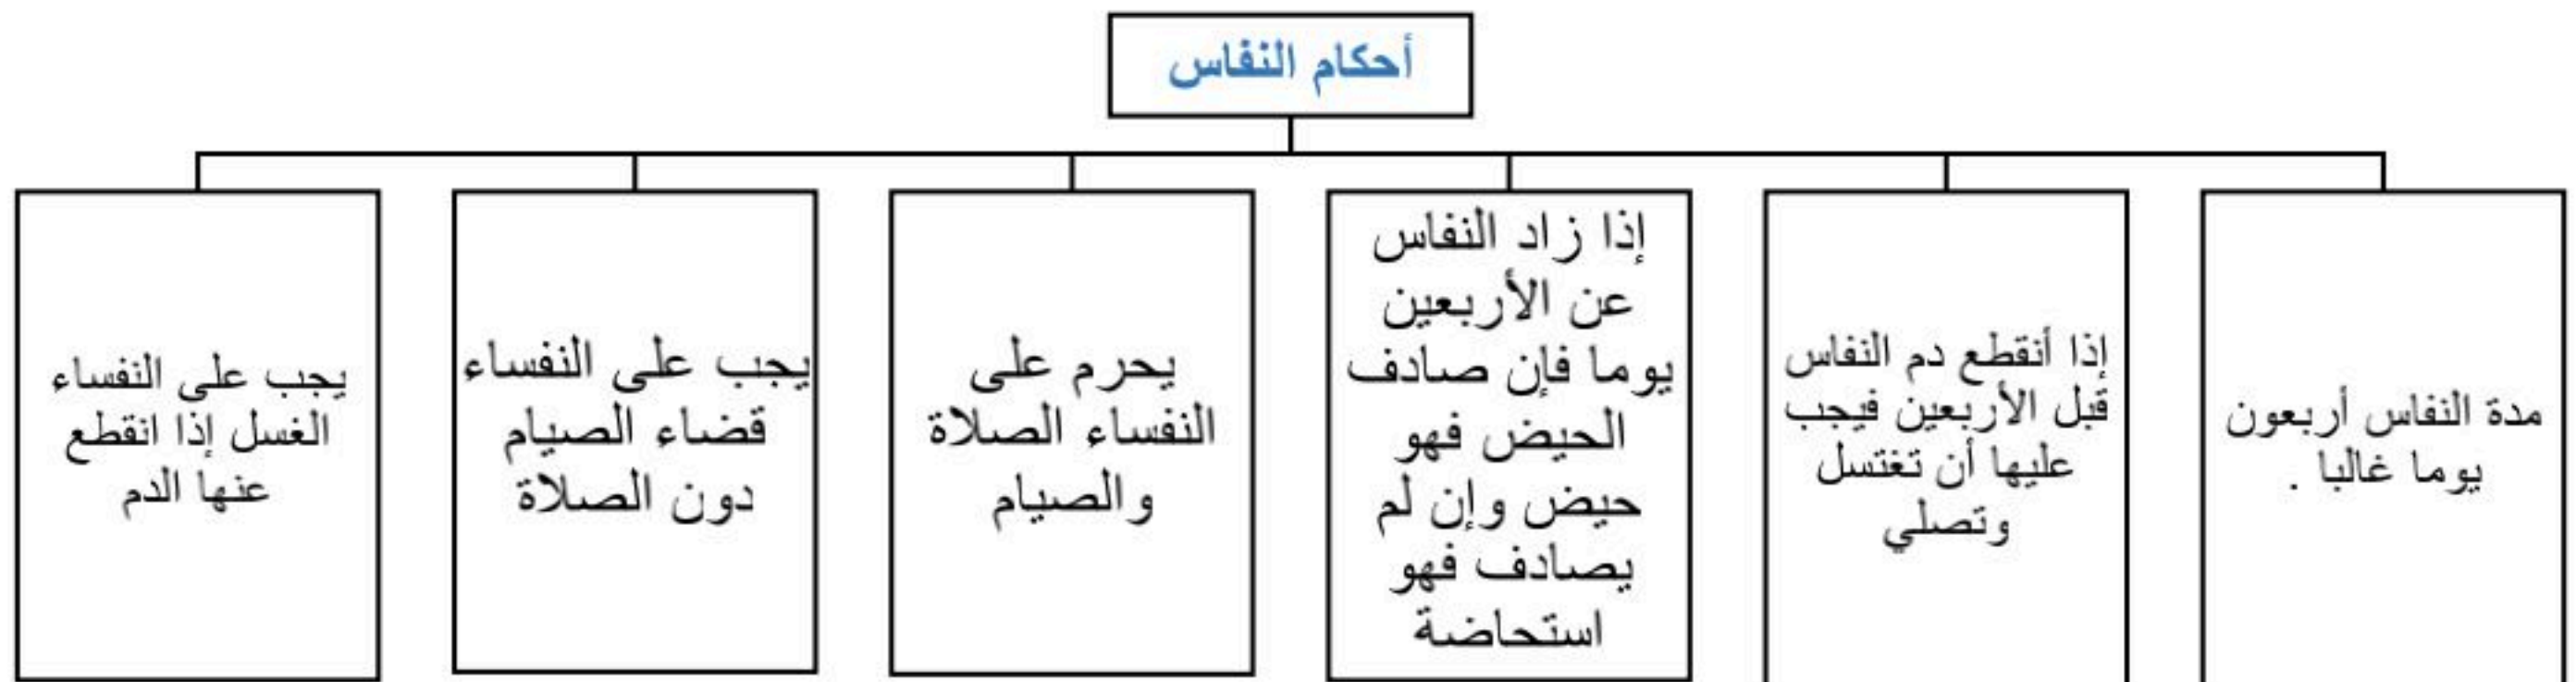 أحكام النفاس
مدة النفاس أربعون
يوما غالبا .
إذا أنقطع دم النفاس
قبل الأربعين فيجب
عليها أن تغتسل
وتصلي
إذا زاد النفاس
عن الأربعين
يوما فإن صادف
الحيض فهو
حيض وإن لم
يصادف فهو
استحاضة
يحرم على
النفساء الصلاة
والصيام
يجب على النفساء
قضاء الصيام
دون الصلاة
يجب على النفساء
الغسل إذا انقطع
عنها الدم